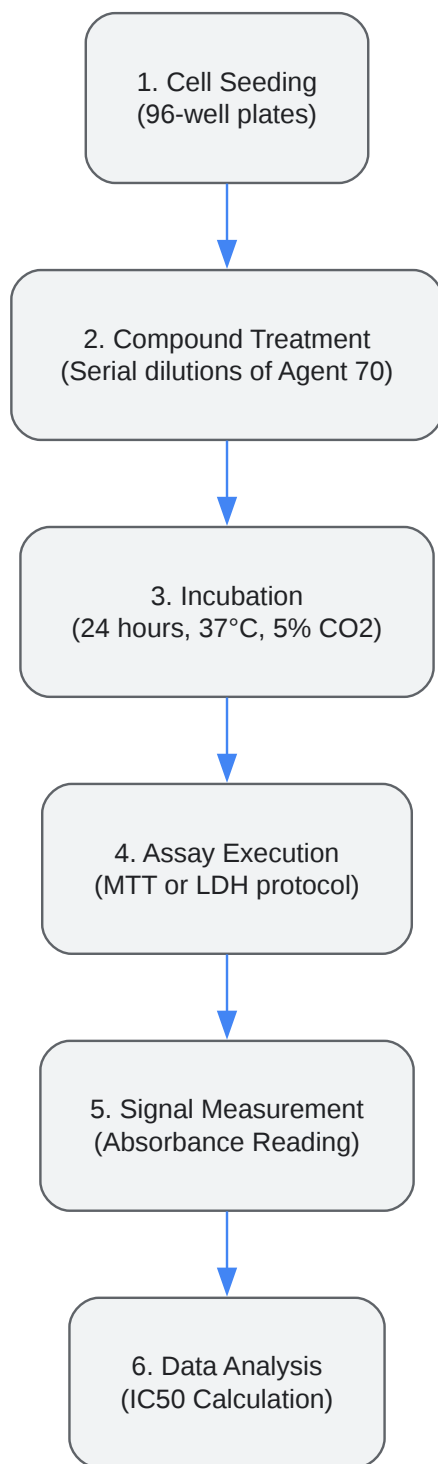 1. Cell Seeding
(96-well plates)
2. Compound Treatment
(Serial dilutions of Agent 70)
3. Incubation
(24 hours, 37°C, 5% CO2)
4. Assay Execution
(MTT or LDH protocol)
5. Signal Measurement
(Absorbance Reading)
6. Data Analysis
(IC50 Calculation)